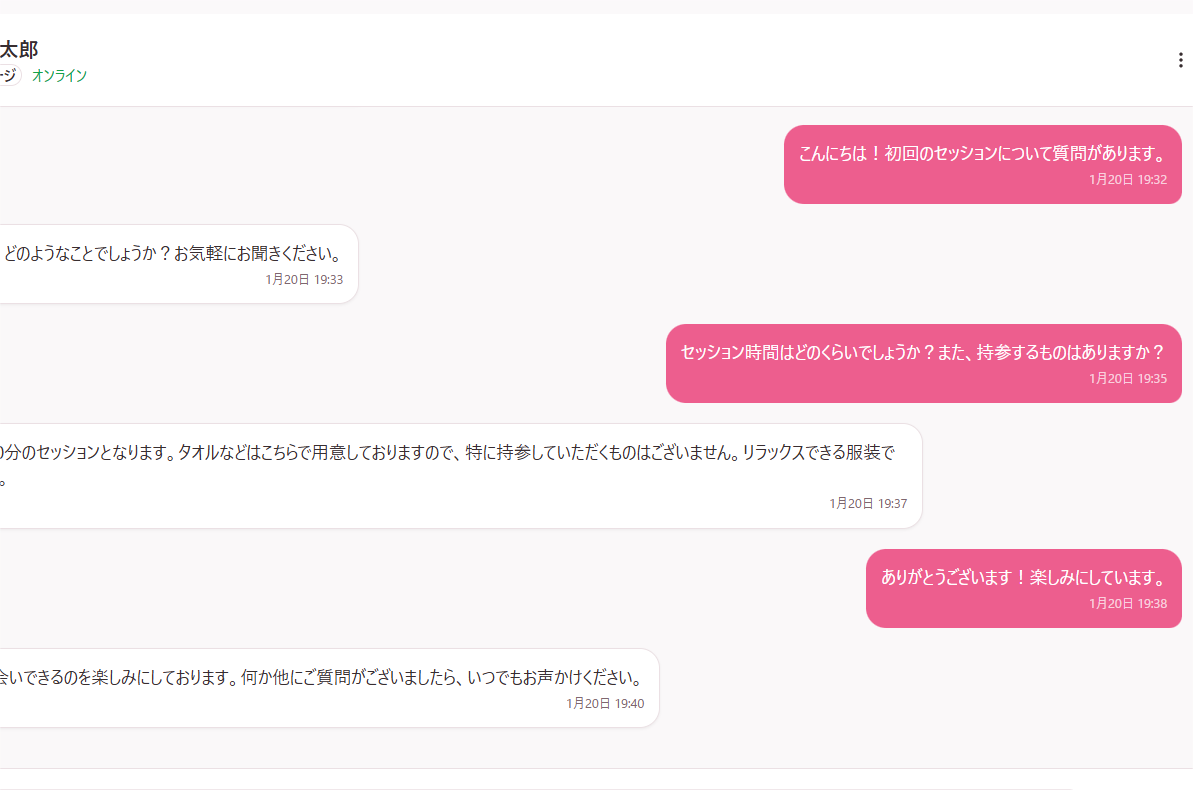 太郎
ージ オンライン
こんにちは！初回のセッションについて質問があります。
1月20日 19:32
どのようなことでしょうか？お気軽にお聞きください。
1月20日 19:33
セッション時間はどのくらいでしょうか？また、持参するものはありますか？
1月20日 19:35
0分のセッションとなります。タオルなどはこちらで用意しておりますので、特に持参していただくものはございません。リラックスできる服装で
。
1月20日 19:37
ありがとうございます！楽しみにしています。
1月20日 19:38
会いできるのを楽しみにしております。何か他にご質問がございましたら、いつでもお声かけください。
1月20日 19:40